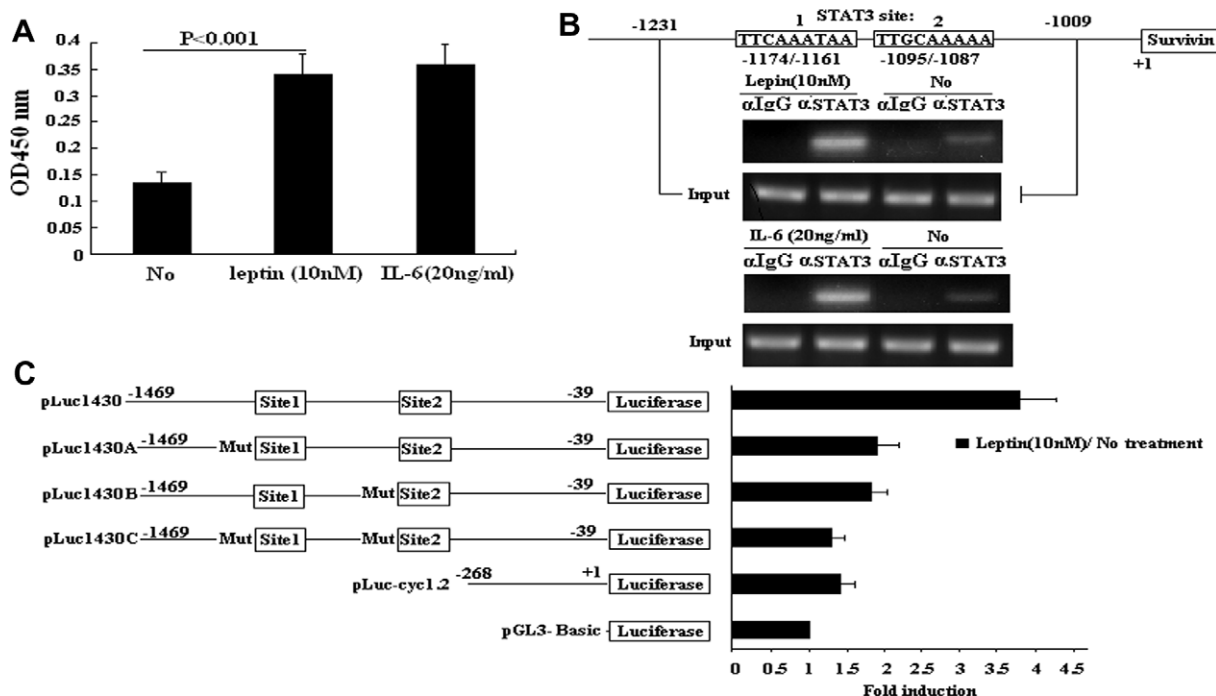 A
P<0.001
0.4
0.35
0.3
0.25
0.2
0.15
0.1
0.05
0
OD450 nm
No
leptin (10nM)
IL-6(20ng/ml)
B
STAT3 site:
-1231
1
2
-1009
TTCAAATAA
TTGCAAAAA
Survivin
-1174/-1161
-1095/-1087
+1
Lepin(10nM)
No
αIgG αSTAT3
αIgG αSTAT3
Input
IL-6 (20ng/ml)
No
αIgG αSTAT3
αIgG αSTAT3
Input
C
pLuc1430 -1469 Site1 Site2 -39 Luciferase
pLuc1430A -1469 Mut Site1 Site2 -39 Luciferase
pLuc1430B -1469 Site1 Mut Site2 -39 Luciferase
pLuc1430C -1469 Mut Site1 Mut Site2 -39 Luciferase
pLuc-cyc1.2 -268 +1 Luciferase
pGL3-Basic Luciferase
Leptin(10nM)/ No treatment
0 0.5 1 1.5 2 2.5 3 3.5 4 4.5
Fold induction